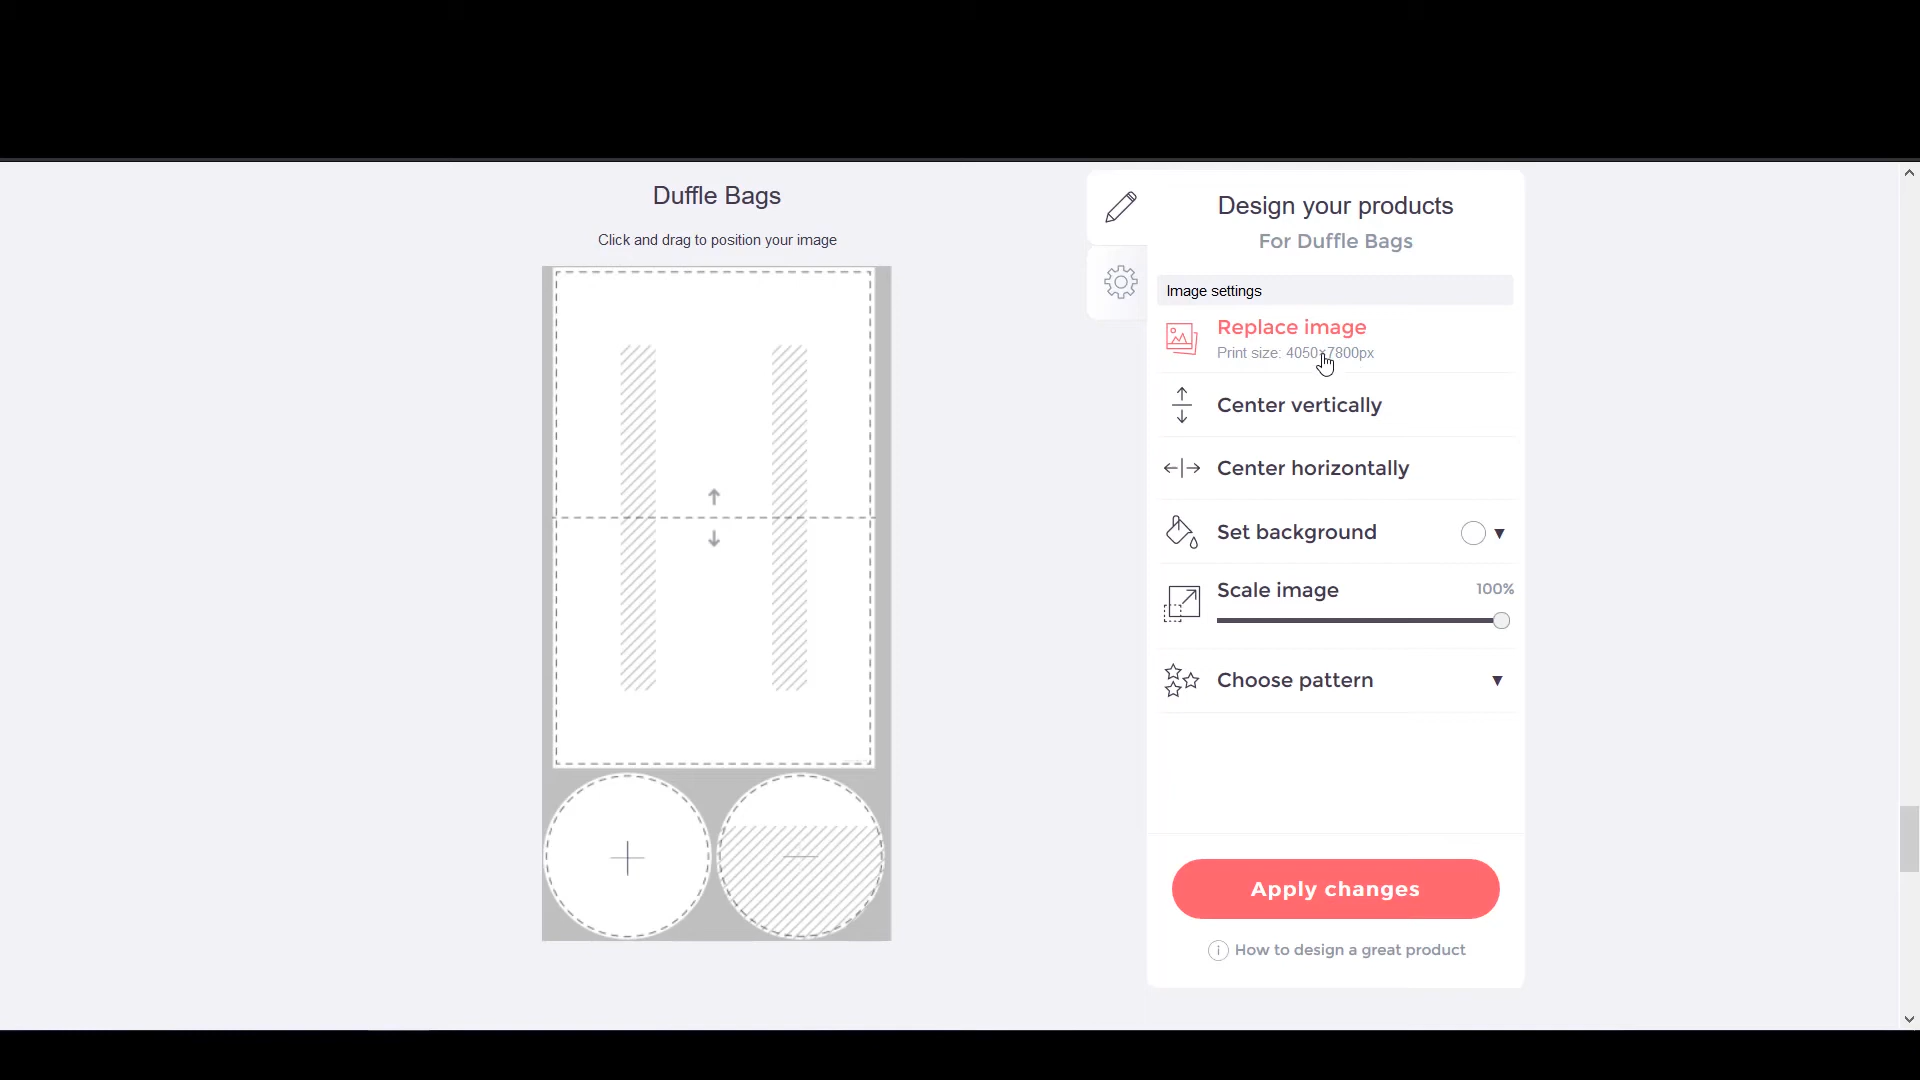 Duffle Bags
Click and drag to position your image
Design your products
For Duffle Bags
Image settings
Replace image
Print size: 4050×7800px
Center vertically
Center horizontally
Set background
Scale image 100%
Choose pattern
Apply changes
How to design a great product